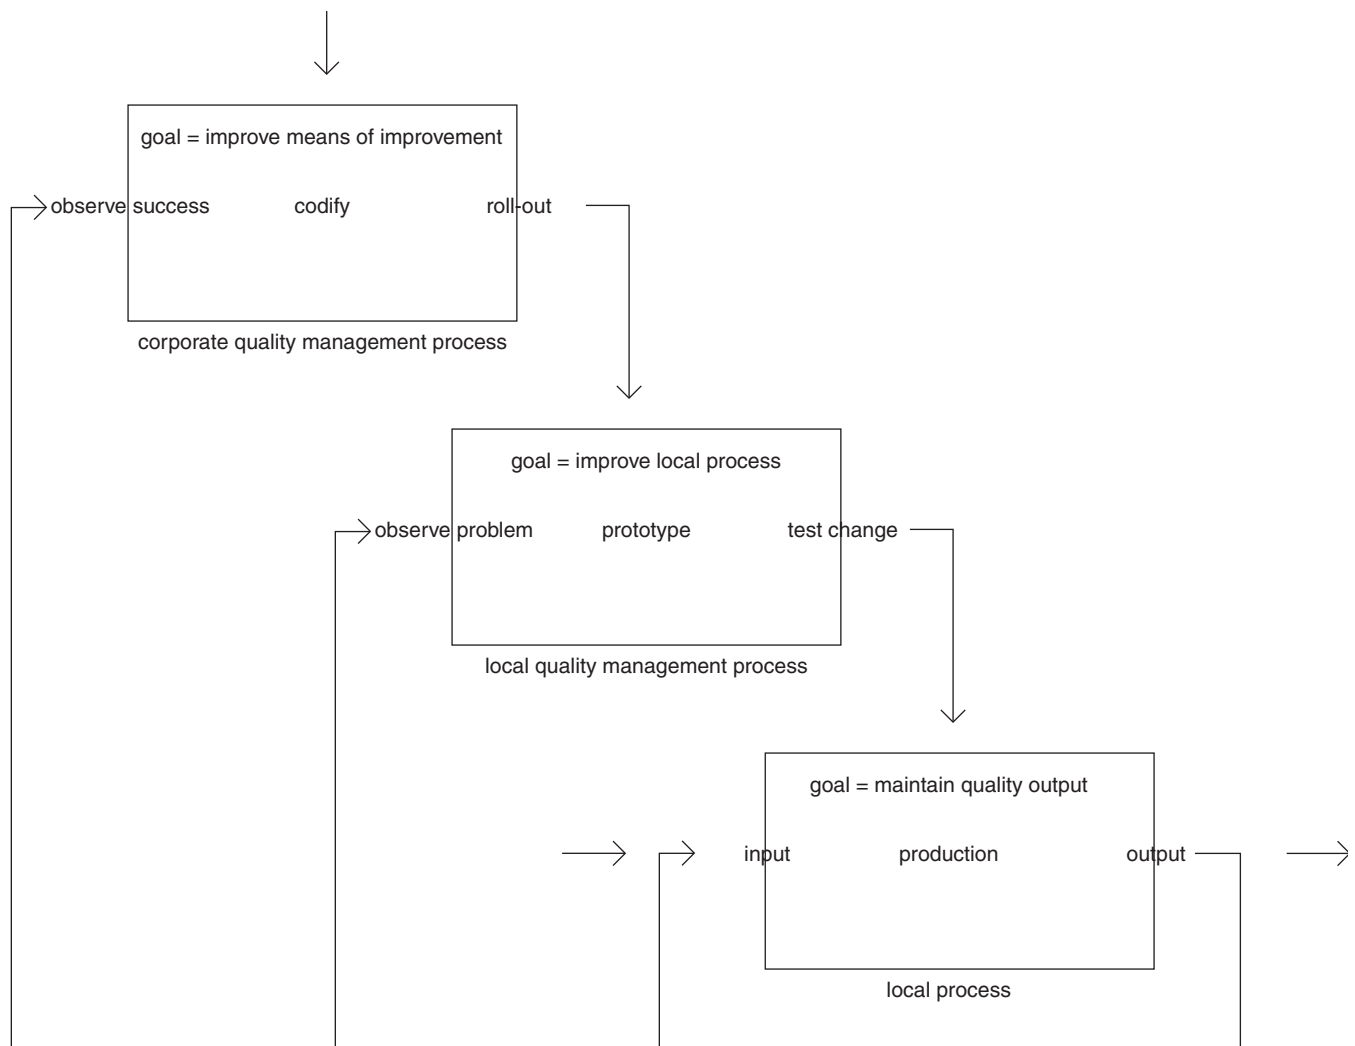 goal = improve means of improvement
observe success codify roll-out
corporate quality management process
goal = improve local process
observe problem prototype test change
local quality management process
goal = maintain quality output
input production output
local process